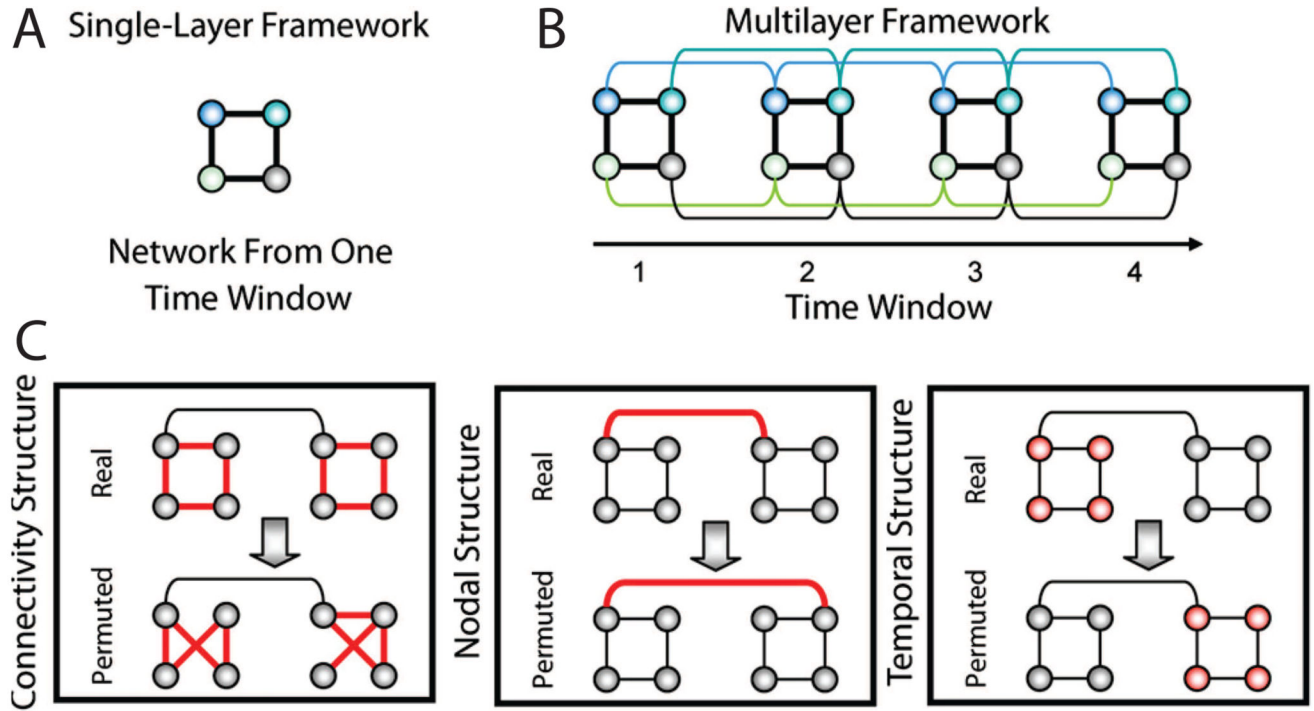 A
Single-Layer Framework
Network From One
Time Window
B
Multilayer Framework
1 2 3 4
Time Window
C
Connectivity Structure
Real
Permuted
Nodal Structure
Real
Permuted
Temporal Structure
Real
Permuted